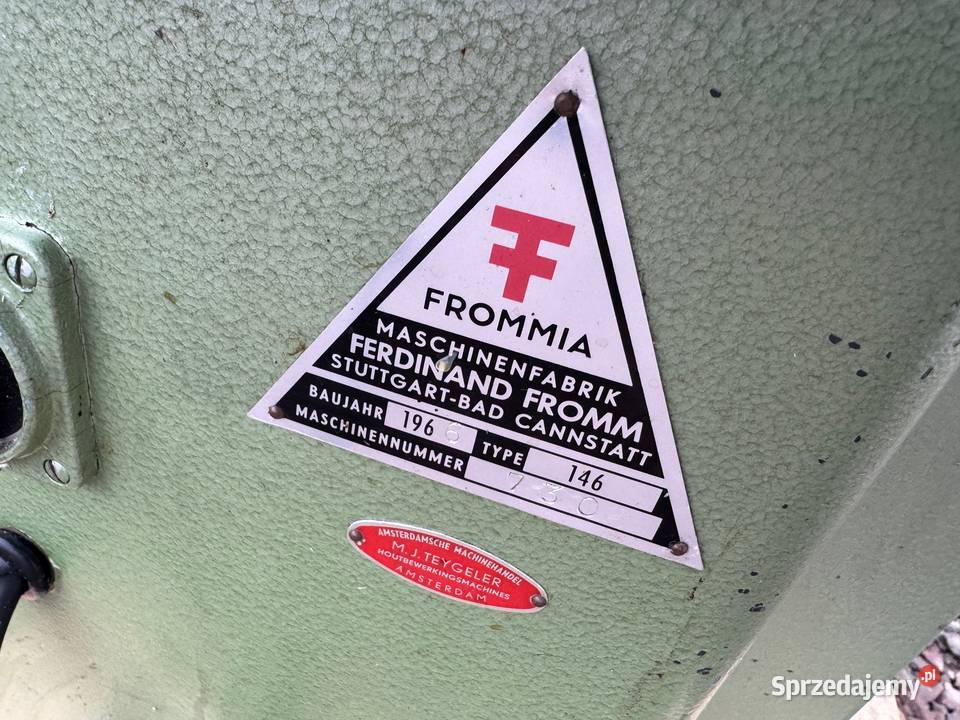 FROMMIA
MASCHINENFABRIK
FERDINAND FROMM
STUTTGART-BAD CANNSTATT
BAUJAHR 1966 TYPE 146
MASCHINENNUMMER 730
AMSTERDAMSCHE MACHINEHANDEL
M. J. TEYGELER
HOUTBEWERKINGSMACHINES
AMSTERDAM
Sprzedajemy.pl